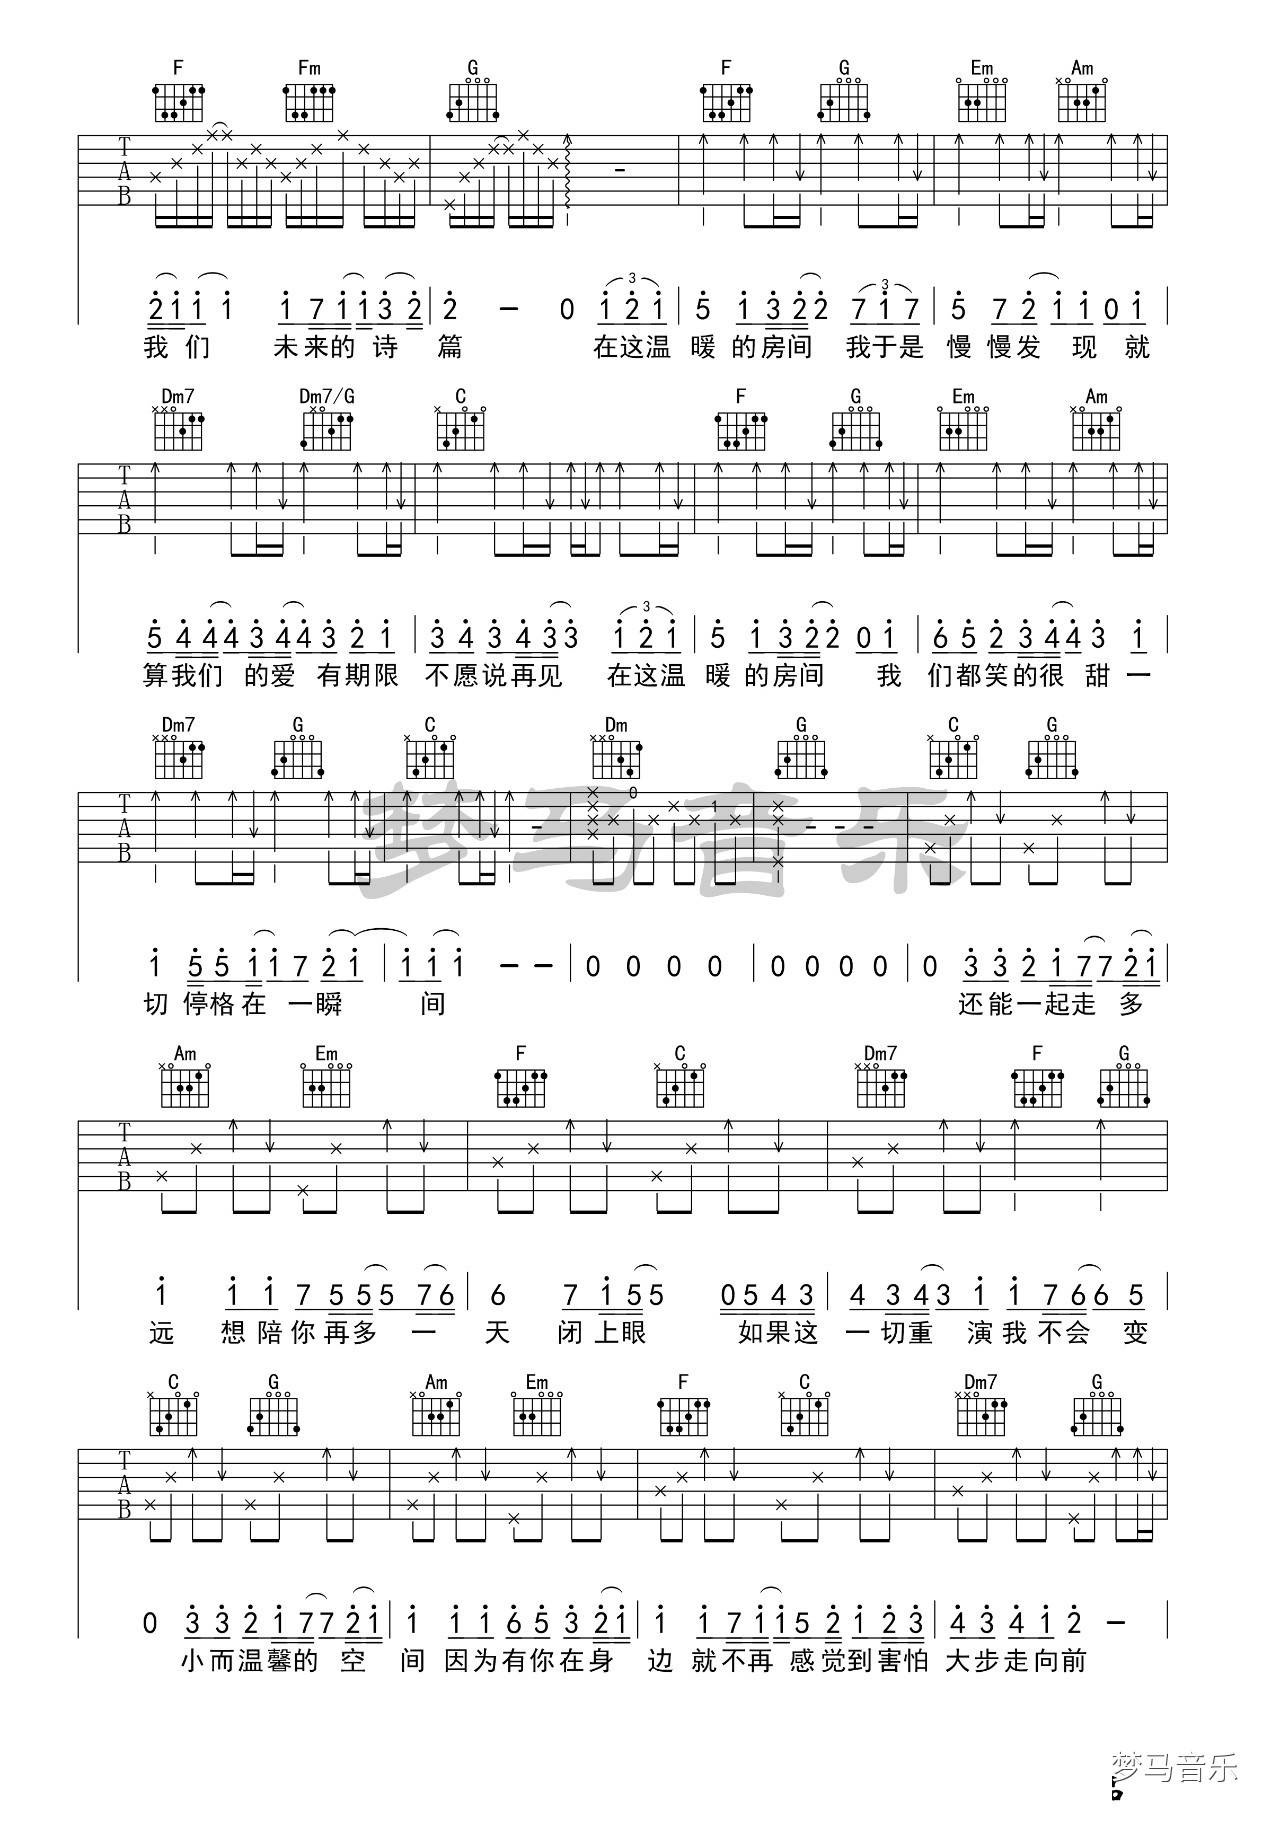 F Fm G F G Em Am
T A B
2 1 1 1 1 7 1 1 3 2 | 2 — 0 1 2 1 | 5 1 3 2 2 7 1 7 | 5 7 2 1 1 0 1
我们 未来的诗 篇 在这温 暖的房间 我于是 慢慢发 现 就
Dm7 Dm7/G C F G Em Am
T A B
5 4 4 4 3 4 4 3 2 1 | 3 4 3 4 3 3 1 2 1 | 5 1 3 2 2 0 1 | 6 5 2 3 4 4 3 1
算我们 的爱 有期限 不愿说再见 在这温 暖的房间 我 们都笑的很 甜一
Dm7 G C Dm G C G
T A B 0 1
梦马音乐
1 5 5 1 1 7 2 1 | 1 1 1 — — | 0 0 0 0 | 0 0 0 0 | 0 3 3 2 1 7 7 2 1
切 停格在 一瞬 间 还能一起走 多
Am Em F C Dm7 F G
T A B
1 1 1 7 5 5 5 7 6 | 6 7 1 5 5 0 5 4 3 | 4 3 4 3 1 1 7 6 6 5
远 想陪你再多 一 天 闭上眼 如果这 一切重 演我不会 变
C G Am Em F C Dm7 G
T A B
0 3 3 2 1 7 7 2 1 | 1 1 1 6 5 3 2 1 | 1 1 7 1 1 5 2 1 2 3 | 4 3 4 1 2 —
小而温馨的 空 间 因为有你在身 边 就不再 感觉到害怕 大步走向前
梦马音乐